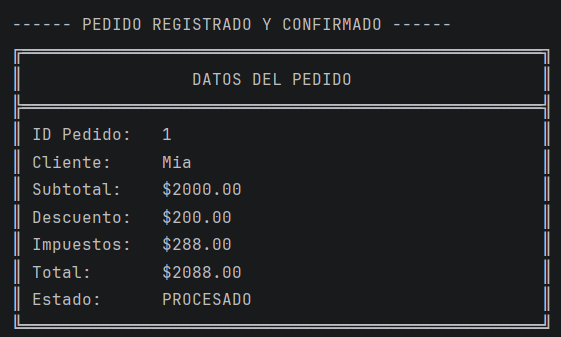 ------ PEDIDO REGISTRADO Y CONFIRMADO ------
DATOS DEL PEDIDO
ID Pedido: 1
Cliente: Mia
Subtotal: $2000.00
Descuento: $200.00
Impuestos: $288.00
Total: $2088.00
Estado: PROCESADO